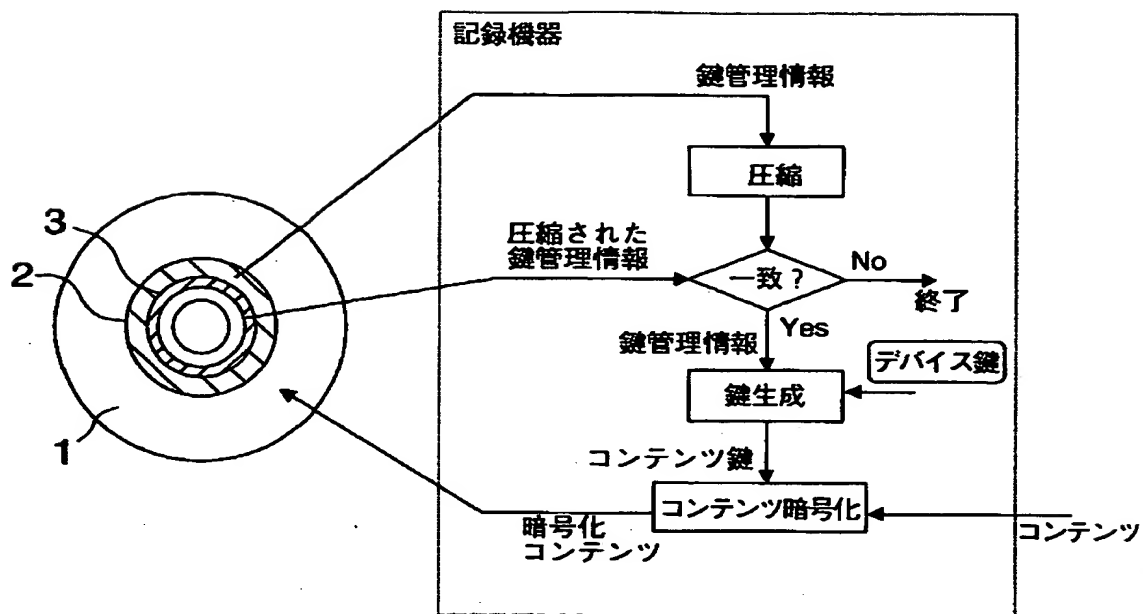 記録機器
鍵管理情報
圧縮
3
2
1
圧縮された
鍵管理情報
一致?
No
終了
Yes
鍵管理情報
デバイス鍵
鍵生成
コンテンツ鍵
コンテンツ暗号化
暗号化
コンテンツ
コンテンツ